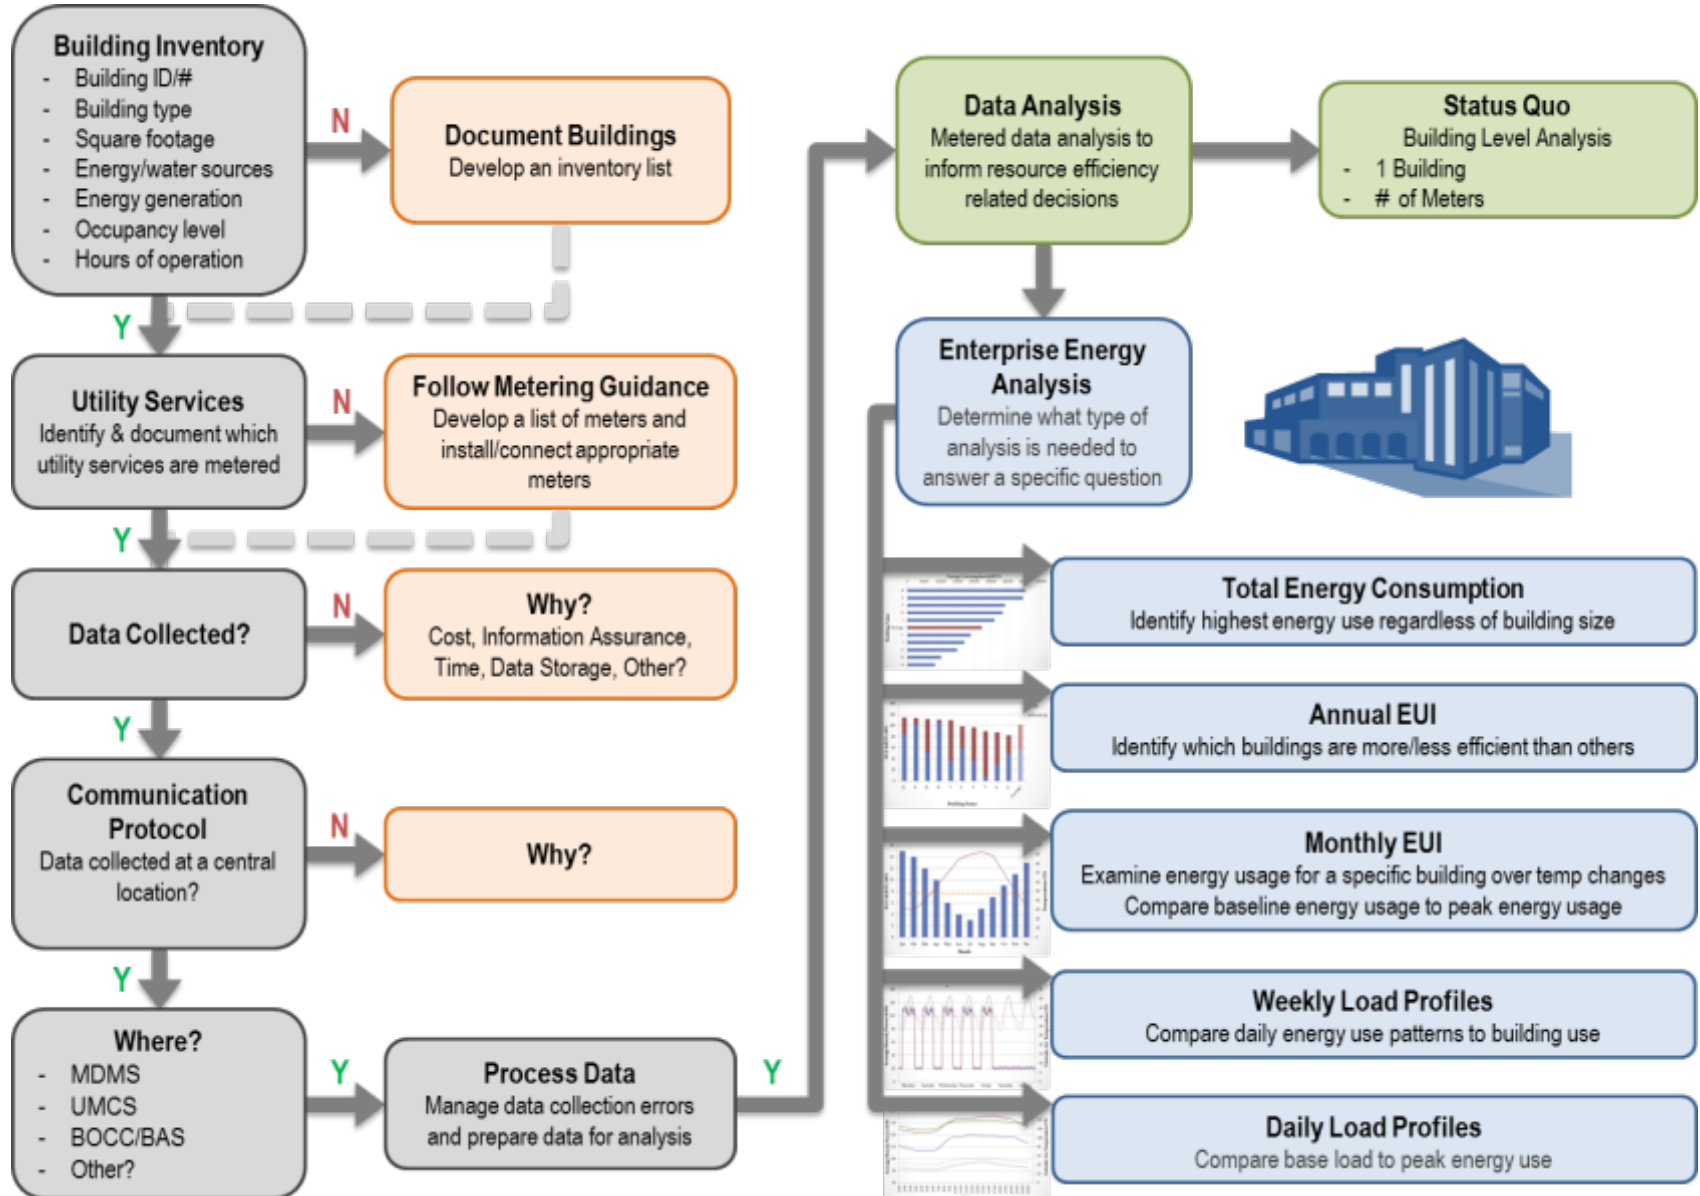 Building Inventory
- Building ID/#
- Building type
- Square footage
- Energy/water sources
- Energy generation
- Occupancy level
- Hours of operation
N
Document Buildings
Develop an inventory list
Y
Utility Services
Identify & document which
utility services are metered
N
Follow Metering Guidance
Develop a list of meters and
install/connect appropriate
meters
Y
Data Collected?
N
Why?
Cost, Information Assurance,
Time, Data Storage, Other?
Y
Communication
Protocol
Data collected at a central
location?
N
Why?
Y
Where?
- MDMS
- UMCS
- BOCC/BAS
- Other?
Y
Process Data
Manage data collection errors
and prepare data for analysis
Y
Data Analysis
Metered data analysis to
inform resource efficiency
related decisions
Status Quo
Building Level Analysis
- 1 Building
- # of Meters
Enterprise Energy
Analysis
Determine what type of
analysis is needed to
answer a specific question
Total Energy Consumption
Identify highest energy use regardless of building size
Annual EUI
Identify which buildings are more/less efficient than others
Monthly EUI
Examine energy usage for a specific building over temp changes
Compare baseline energy usage to peak energy usage
Weekly Load Profiles
Compare daily energy use patterns to building use
Daily Load Profiles
Compare base load to peak energy use